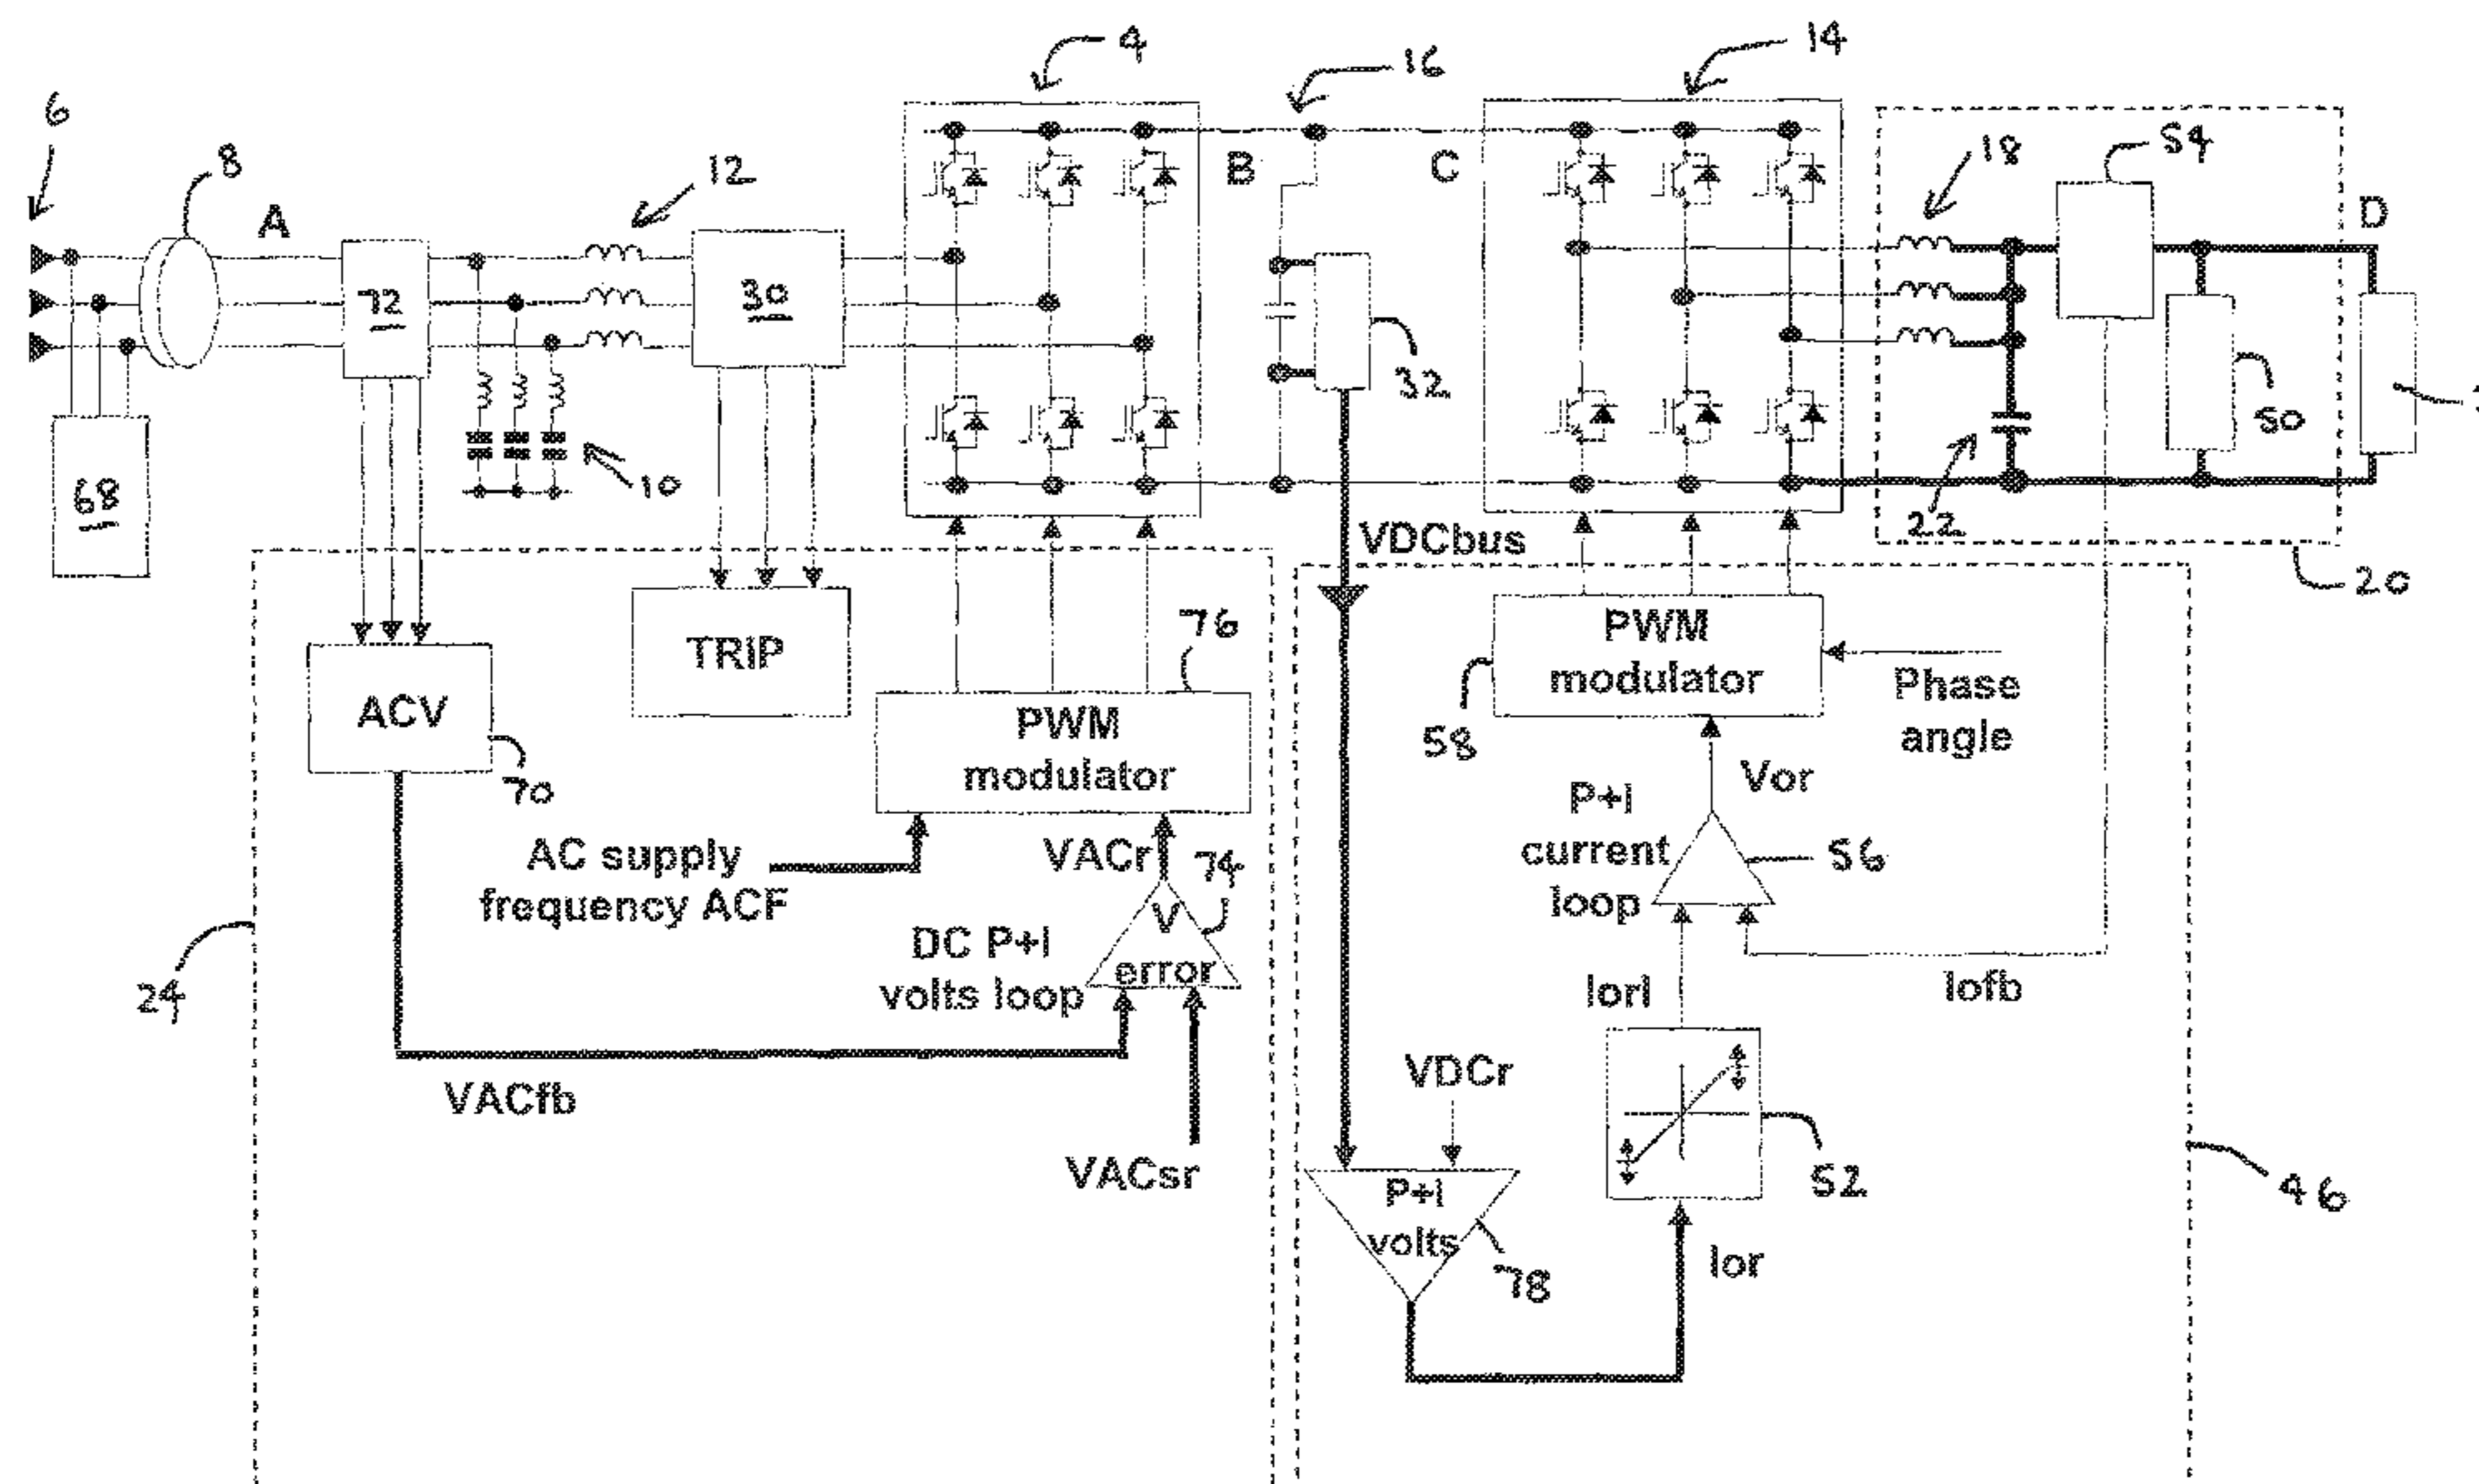 4
16
14
6
8
A
12
B
C
18
54
D
72
30
32
50
10
68
22
VDCbus
20
TRIP
76
PWM
modulator
58
Phase
angle
ACV
70
PWM
modulator
Vor
P+I
current
loop
56
AC supply
frequency ACF
VACr
74
V
error
DC P+I
volts loop
24
Iorl
Iofb
VACfb
VDCr
52
VACsr
46
P+I
volts
78
Ior